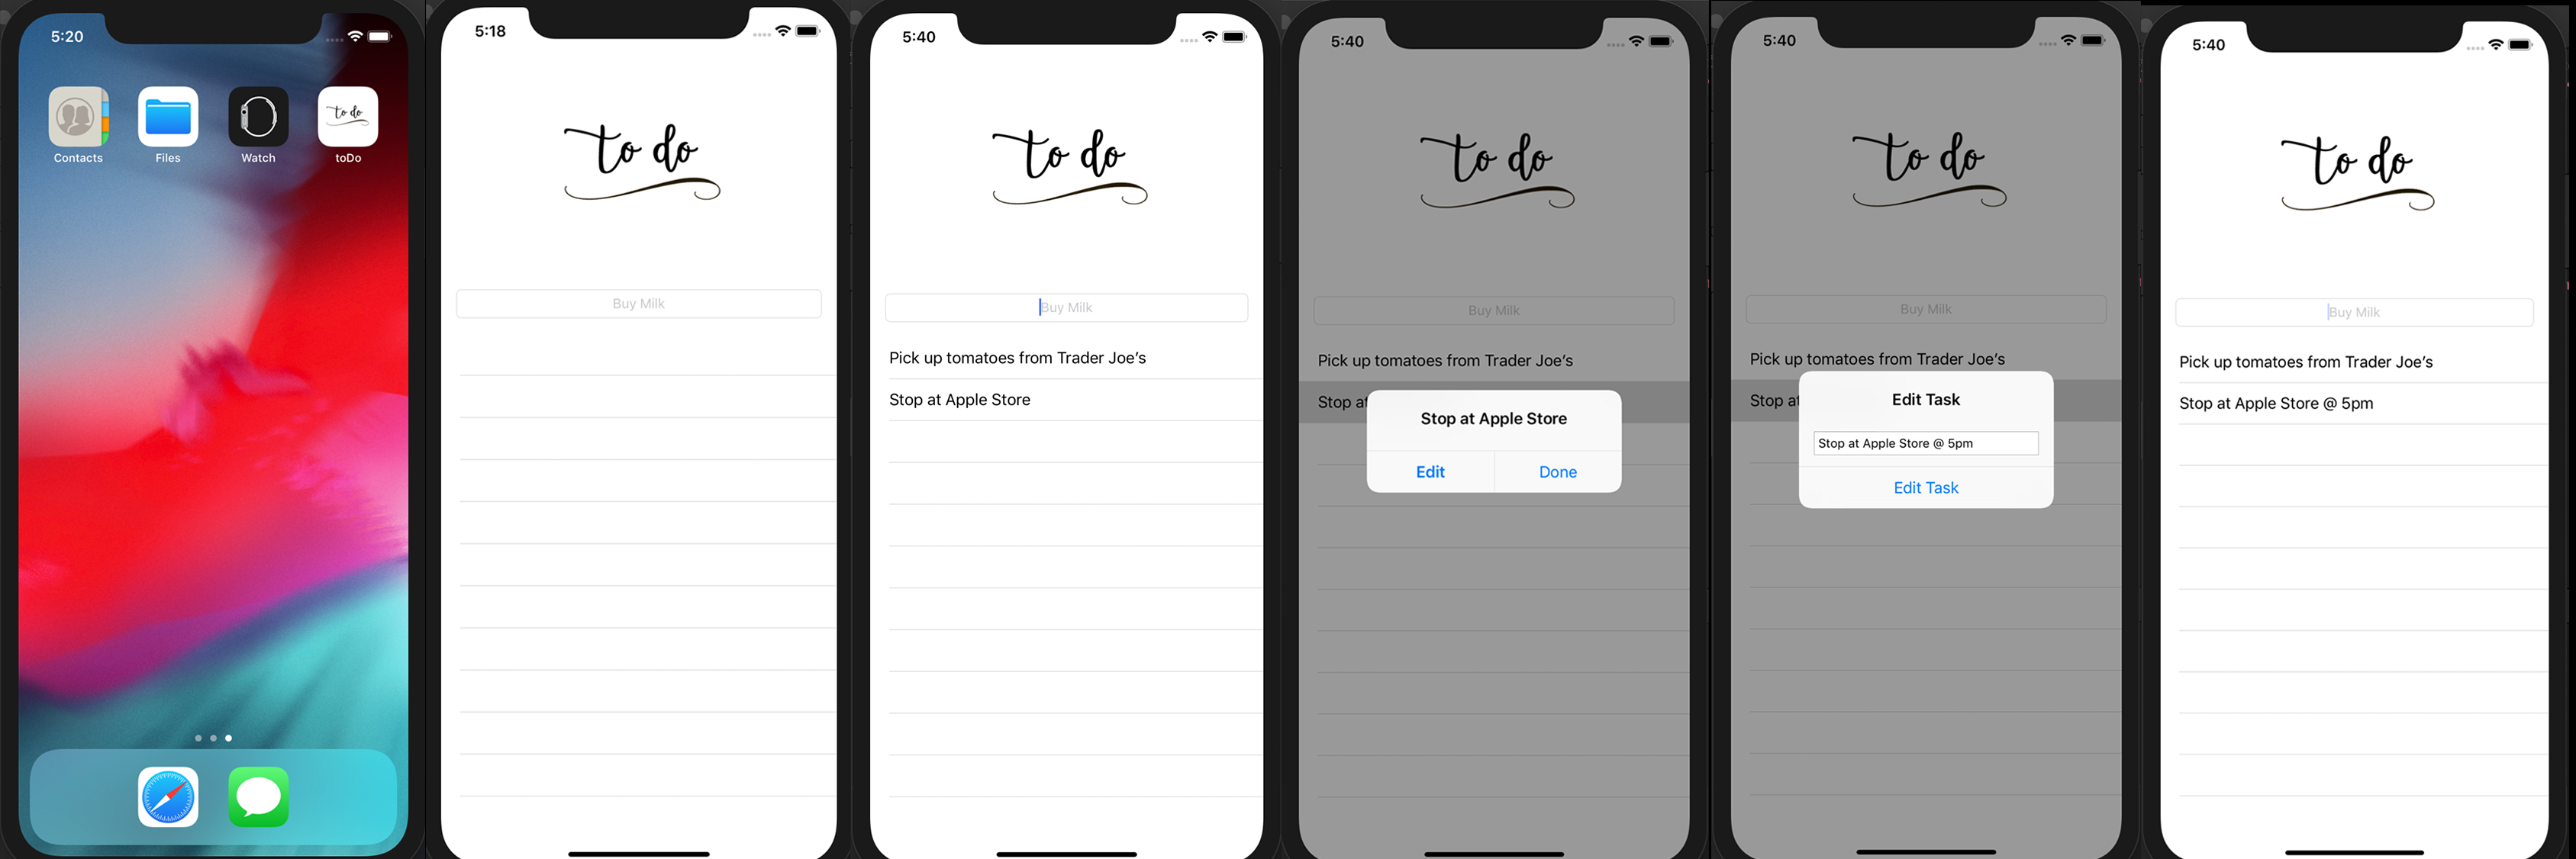 5:20
to do
Contacts
Files
Watch
toDo
5:18
to do
Buy Milk
5:40
to do
Buy Milk
Pick up tomatoes from Trader Joe’s
Stop at Apple Store
5:40
to do
Buy Milk
Pick up tomatoes from Trader Joe’s
Stop at
Stop at Apple Store
Edit
Done
5:40
to do
Buy Milk
Pick up tomatoes from Trader Joe’s
Stop at
Edit Task
Stop at Apple Store @ 5pm
Edit Task
5:40
to do
Buy Milk
Pick up tomatoes from Trader Joe’s
Stop at Apple Store @ 5pm